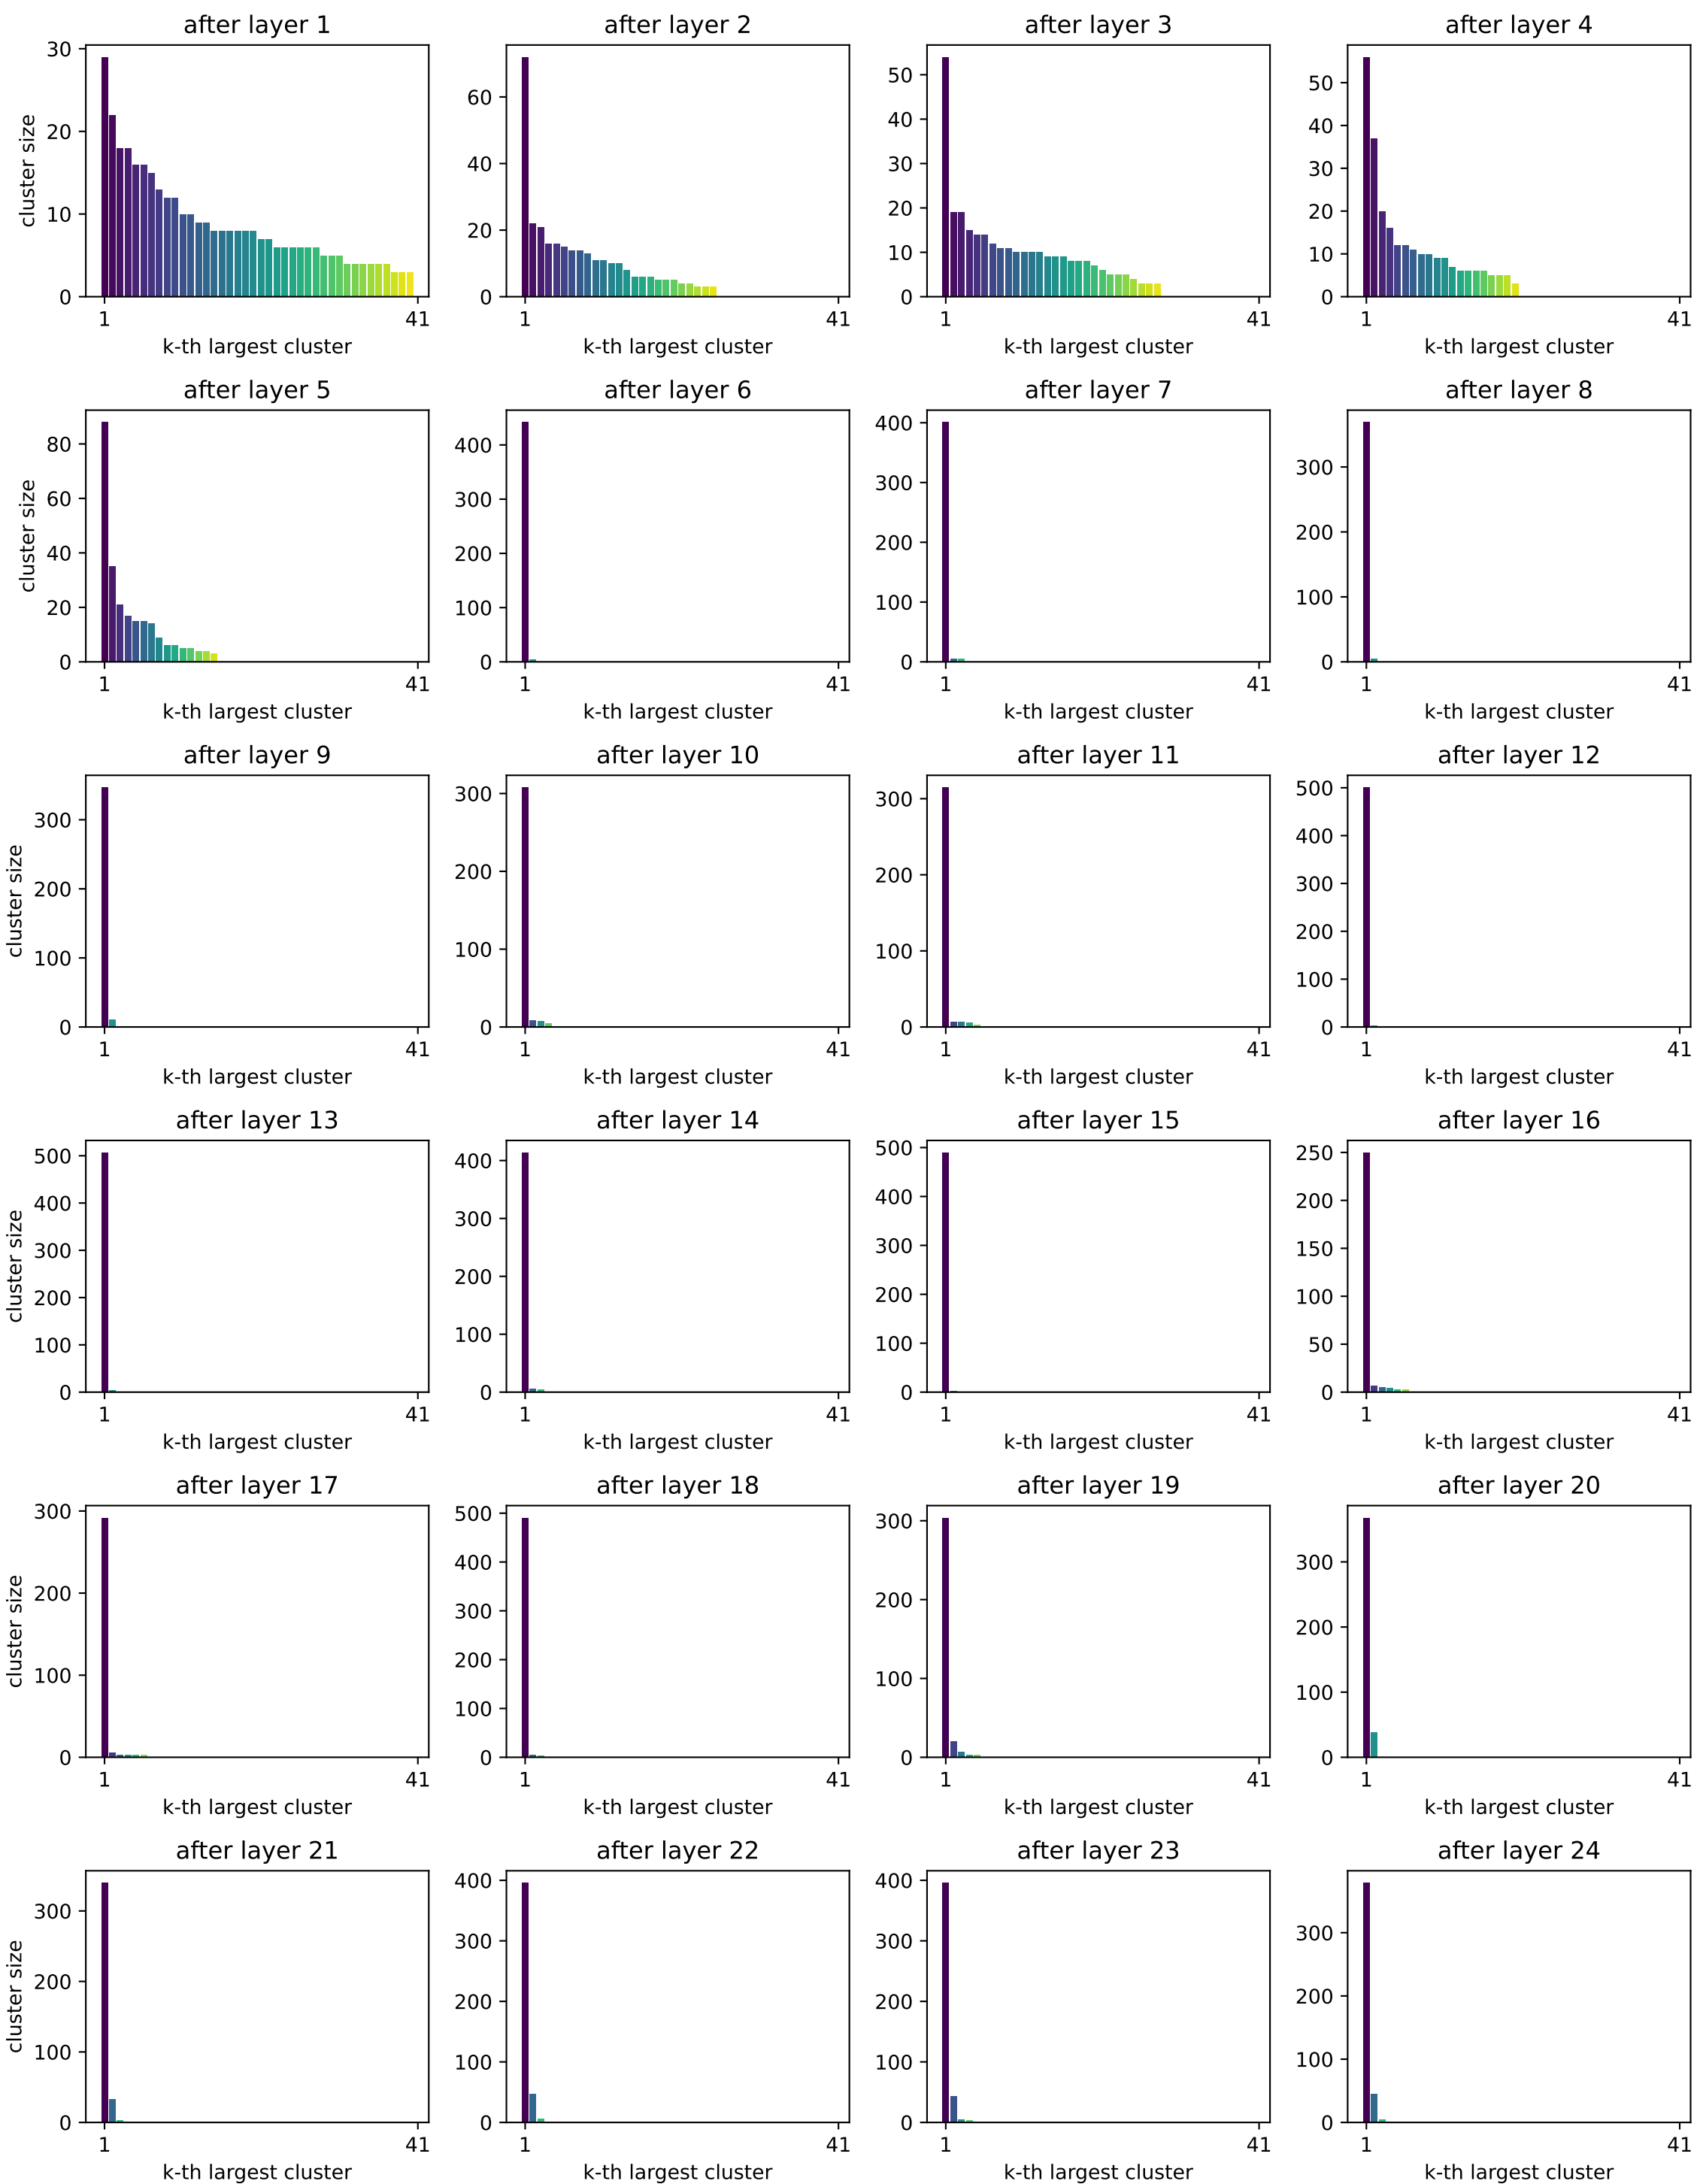 after layer 1
after layer 2
after layer 3
after layer 4
cluster size
30
20
10
0
60
40
20
0
50
40
30
20
10
0
50
40
30
20
10
0
1 41
1 41
1 41
1 41
k-th largest cluster
k-th largest cluster
k-th largest cluster
k-th largest cluster
after layer 5
after layer 6
after layer 7
after layer 8
cluster size
80
60
40
20
0
400
300
200
100
0
400
300
200
100
0
300
200
100
0
1 41
1 41
1 41
1 41
k-th largest cluster
k-th largest cluster
k-th largest cluster
k-th largest cluster
after layer 9
after layer 10
after layer 11
after layer 12
cluster size
300
200
100
0
300
200
100
0
300
200
100
0
500
400
300
200
100
0
1 41
1 41
1 41
1 41
k-th largest cluster
k-th largest cluster
k-th largest cluster
k-th largest cluster
after layer 13
after layer 14
after layer 15
after layer 16
cluster size
500
400
300
200
100
0
400
300
200
100
0
500
400
300
200
100
0
250
200
150
100
50
0
1 41
1 41
1 41
1 41
k-th largest cluster
k-th largest cluster
k-th largest cluster
k-th largest cluster
after layer 17
after layer 18
after layer 19
after layer 20
cluster size
300
200
100
0
500
400
300
200
100
0
300
200
100
0
300
200
100
0
1 41
1 41
1 41
1 41
k-th largest cluster
k-th largest cluster
k-th largest cluster
k-th largest cluster
after layer 21
after layer 22
after layer 23
after layer 24
cluster size
300
200
100
0
400
300
200
100
0
400
300
200
100
0
300
200
100
0
1 41
1 41
1 41
1 41
k-th largest cluster
k-th largest cluster
k-th largest cluster
k-th largest cluster